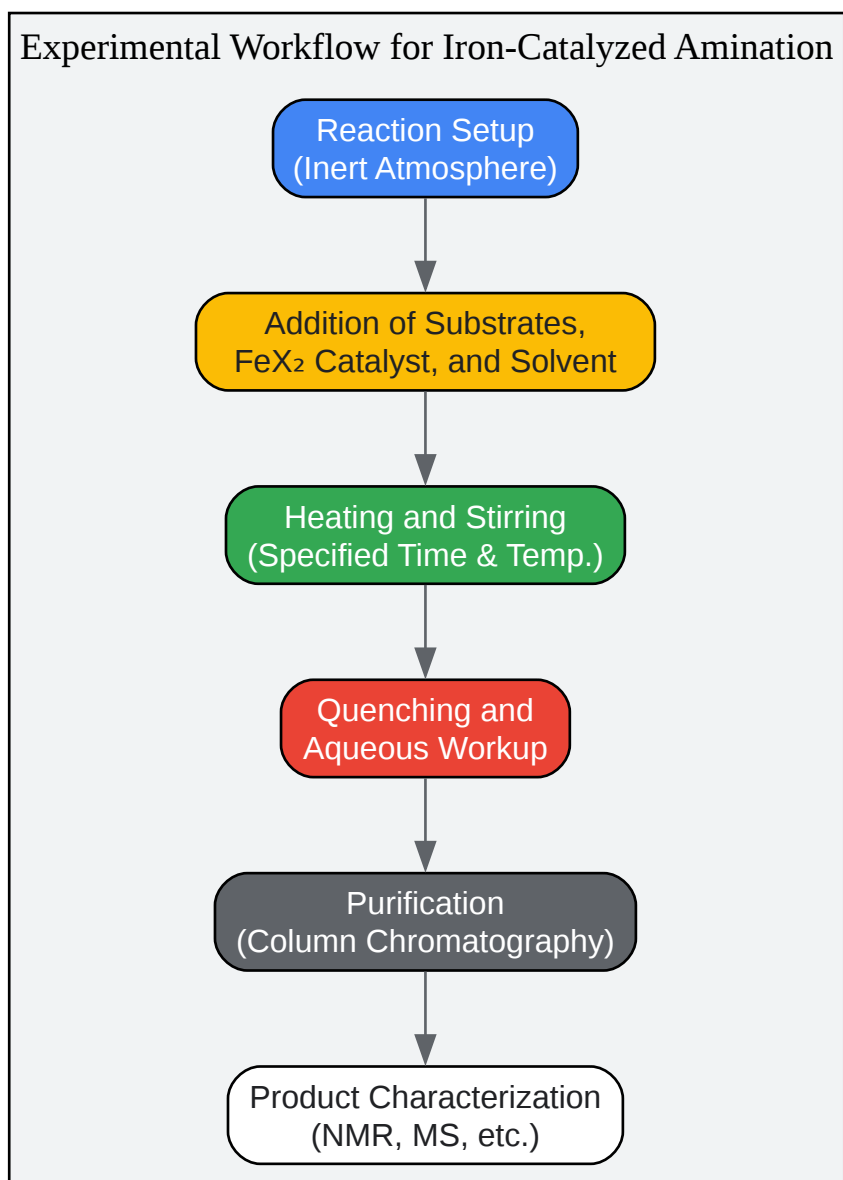 Experimental Workflow for Iron-Catalyzed Amination
Reaction Setup
(Inert Atmosphere)
Addition of Substrates,
FeX₂ Catalyst, and Solvent
Heating and Stirring
(Specified Time & Temp.)
Quenching and
Aqueous Workup
Purification
(Column Chromatography)
Product Characterization
(NMR, MS, etc.)